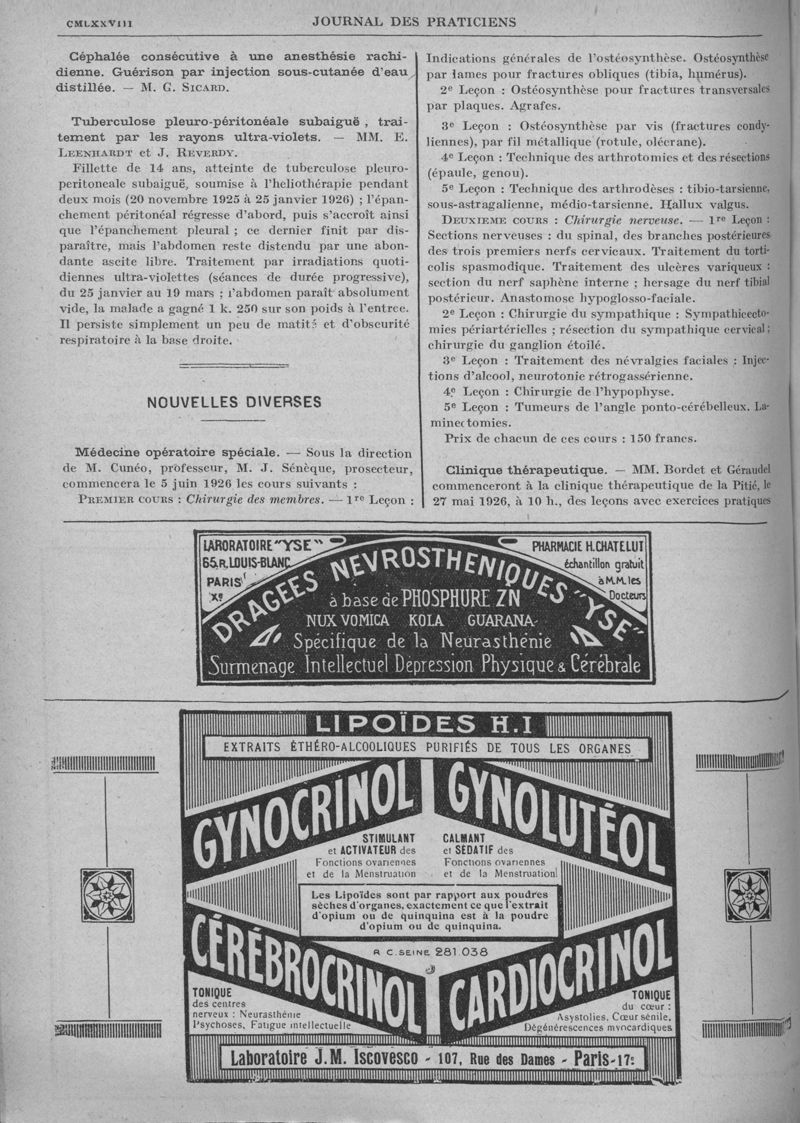 CMLXXVIII
JOURNAL DES PRATICIENS
Céphalée consécutive à une anesthésie rachi-
dienne. Guérison par injection sous-cutanée d'eau
distillée. — M. G. SICARD.
Tuberculose pleuro-péritonéale subaiguë, trai-
tement par les rayons ultra-violets. — MM. E.
LEENHARDT et J. REVERDY.
Fillette de 14 ans, atteinte de tuberculose pleuro-
peritoneale subaiguë, soumise à l'heliothérapie pendant
deux mois (20 novembre 1925 à 25 janvier 1926) ; l'épan-
chement péritonéal régresse d'abord, puis s'accroît ainsi
que l'épanchement pleural ; ce dernier finit par dis-
paraître, mais l'abdomen reste distendu par une abon-
dante ascite libre. Traitement par irradiations quoti-
diennes ultra-violettes (séances de durée progressive),
du 25 janvier au 19 mars ; l'abdomen paraît absolument
vide, la malade a gagné 1 k. 250 sur son poids à l'entree.
Il persiste simplement un peu de matité et d'obscurité
respiratoire à la base droite.
NOUVELLES DIVERSES
Médecine opératoire spéciale. — Sous la direction
de M. Cunéo, professeur, M. J. Sénèque, prosecteur,
commencera le 5 juin 1926 les cours suivants :
PREMIER COURS : Chirurgie des membres. — 1re Leçon :
Indications générales de l'ostéosynthèse. Ostéosynthèse
par lames pour fractures obliques (tibia, humérus).
2e Leçon : Ostéosynthèse pour fractures transversales
par plaques. Agrafes.
3e Leçon : Ostéosynthèse par vis (fractures condy-
liennes), par fil métallique (rotule, olécrane).
4e Leçon : Technique des arthrotomies et des résections
(épaule, genou).
5e Leçon : Technique des arthrodèses : tibio-tarsienne,
sous-astragalienne, médio-tarsienne. Hallux valgus.
DEUXIEME COURS : Chirurgie nerveuse. — 1re Leçon :
Sections nerveuses : du spinal, des branches postérieures
des trois premiers nerfs cervicaux. Traitement du torti-
colis spasmodique. Traitement des ulcères variqueux :
section du nerf saphène interne ; hersage du nerf tibial
postérieur. Anastomose hypoglosso-faciale.
2e Leçon : Chirurgie du sympathique : Sympathicecto-
mies périartérielles ; résection du sympathique cervical ;
chirurgie du ganglion étoilé.
3e Leçon : Traitement des névralgies faciales : Injec-
tions d'alcool, neurotonie rétrogassérienne.
4e Leçon : Chirurgie de l'hypophyse.
5e Leçon : Tumeurs de l'angle ponto-cérébelleux. La-
minectomies.
Prix de chacun de ces cours : 150 francs.
Clinique thérapeutique. — MM. Bordet et Géraudel
commenceront à la clinique thérapeutique de la Pitié, le
27 mai 1926, à 10 h., des leçons avec exercices pratiques
LABORATOIRE "YSE"
65, R. LOUIS-BLANC
PARIS
Xe
PHARMACIE H. CHATELUT
échantillon gratuit
à M.M. les
Docteurs
DRAGÉES NEVROSTHENIQUES "YSE"
à base de PHOSPHURE ZN
NUX VOMICA KOLA GUARANA
Spécifique de la Neurasthénie
Surmenage Intellectuel Depression Physique & Cérébrale
LIPOÏDES H.I
EXTRAITS ÉTHÉRO-ALCOOLIQUES PURIFIÉS DE TOUS LES ORGANES
GYNOCRINOL
STIMULANT
et ACTIVATEUR des
Fonctions ovariennes
et de la Menstruation
GYNOLUTÉOL
CALMANT
et SÉDATIF des
Fonctions ovariennes
et de la Menstruation
Les Lipoïdes sont par rapport aux poudres
sèches d'organes, exactement ce que l'extrait
d'opium ou de quinquina est à la poudre
d'opium ou de quinquina.
R C. SEINE 281.038
CÉRÉBROCRINOL
TONIQUE
des centres
nerveux : Neurasthénie
Psychoses, Fatigue intellectuelle
CARDIOCRINOL
TONIQUE
du cœur :
Asystolies, Cœur sénile,
Dégénérescences myocardiques
Laboratoire J.M. ISCOVESCO - 107, Rue des Dames - Paris-17e